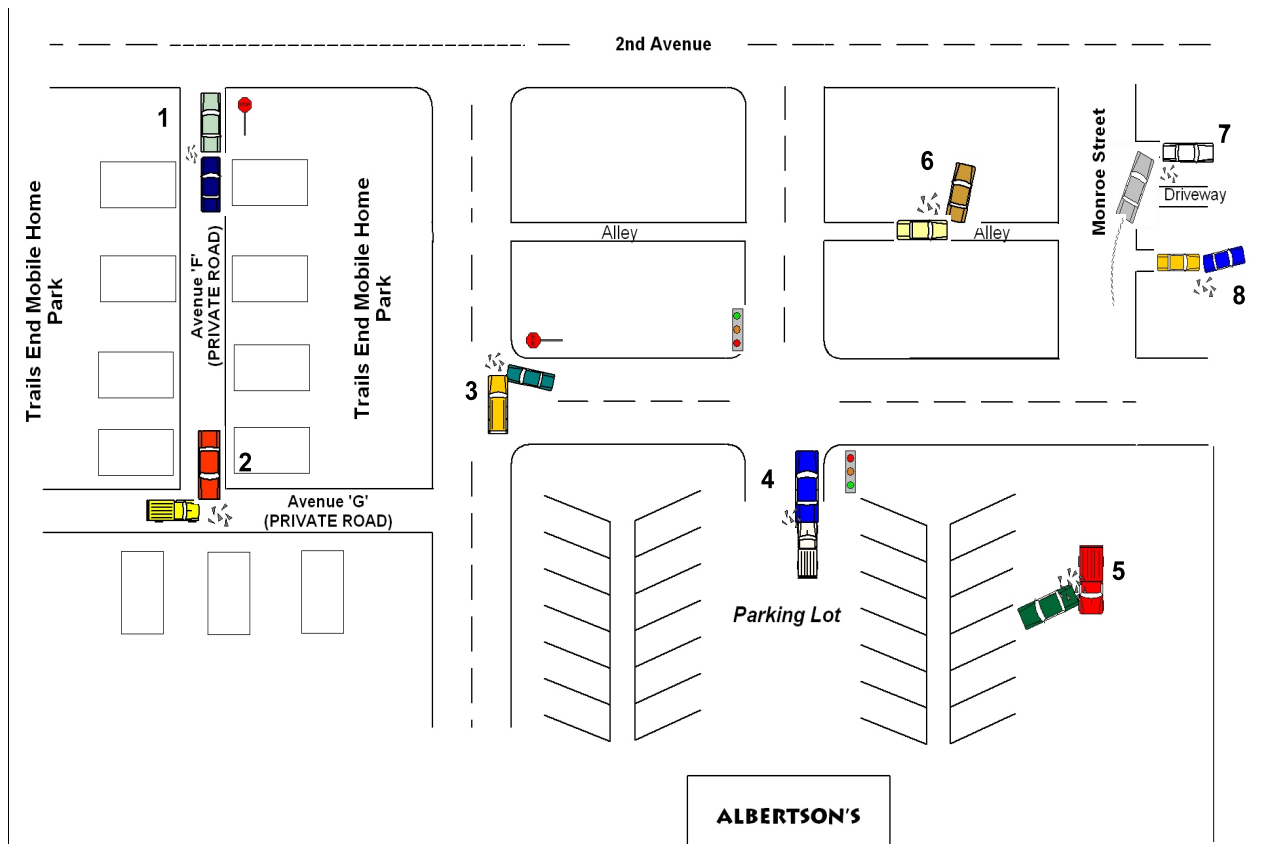 2nd Avenue
1
Trails End Mobile Home
Park
Avenue 'F'
(PRIVATE ROAD)
Trails End Mobile Home
Park
2
Avenue 'G'
(PRIVATE ROAD)
Alley
3
4
Parking Lot
5
6
Alley
Monroe Street
7
Driveway
8
ALBERTSON'S